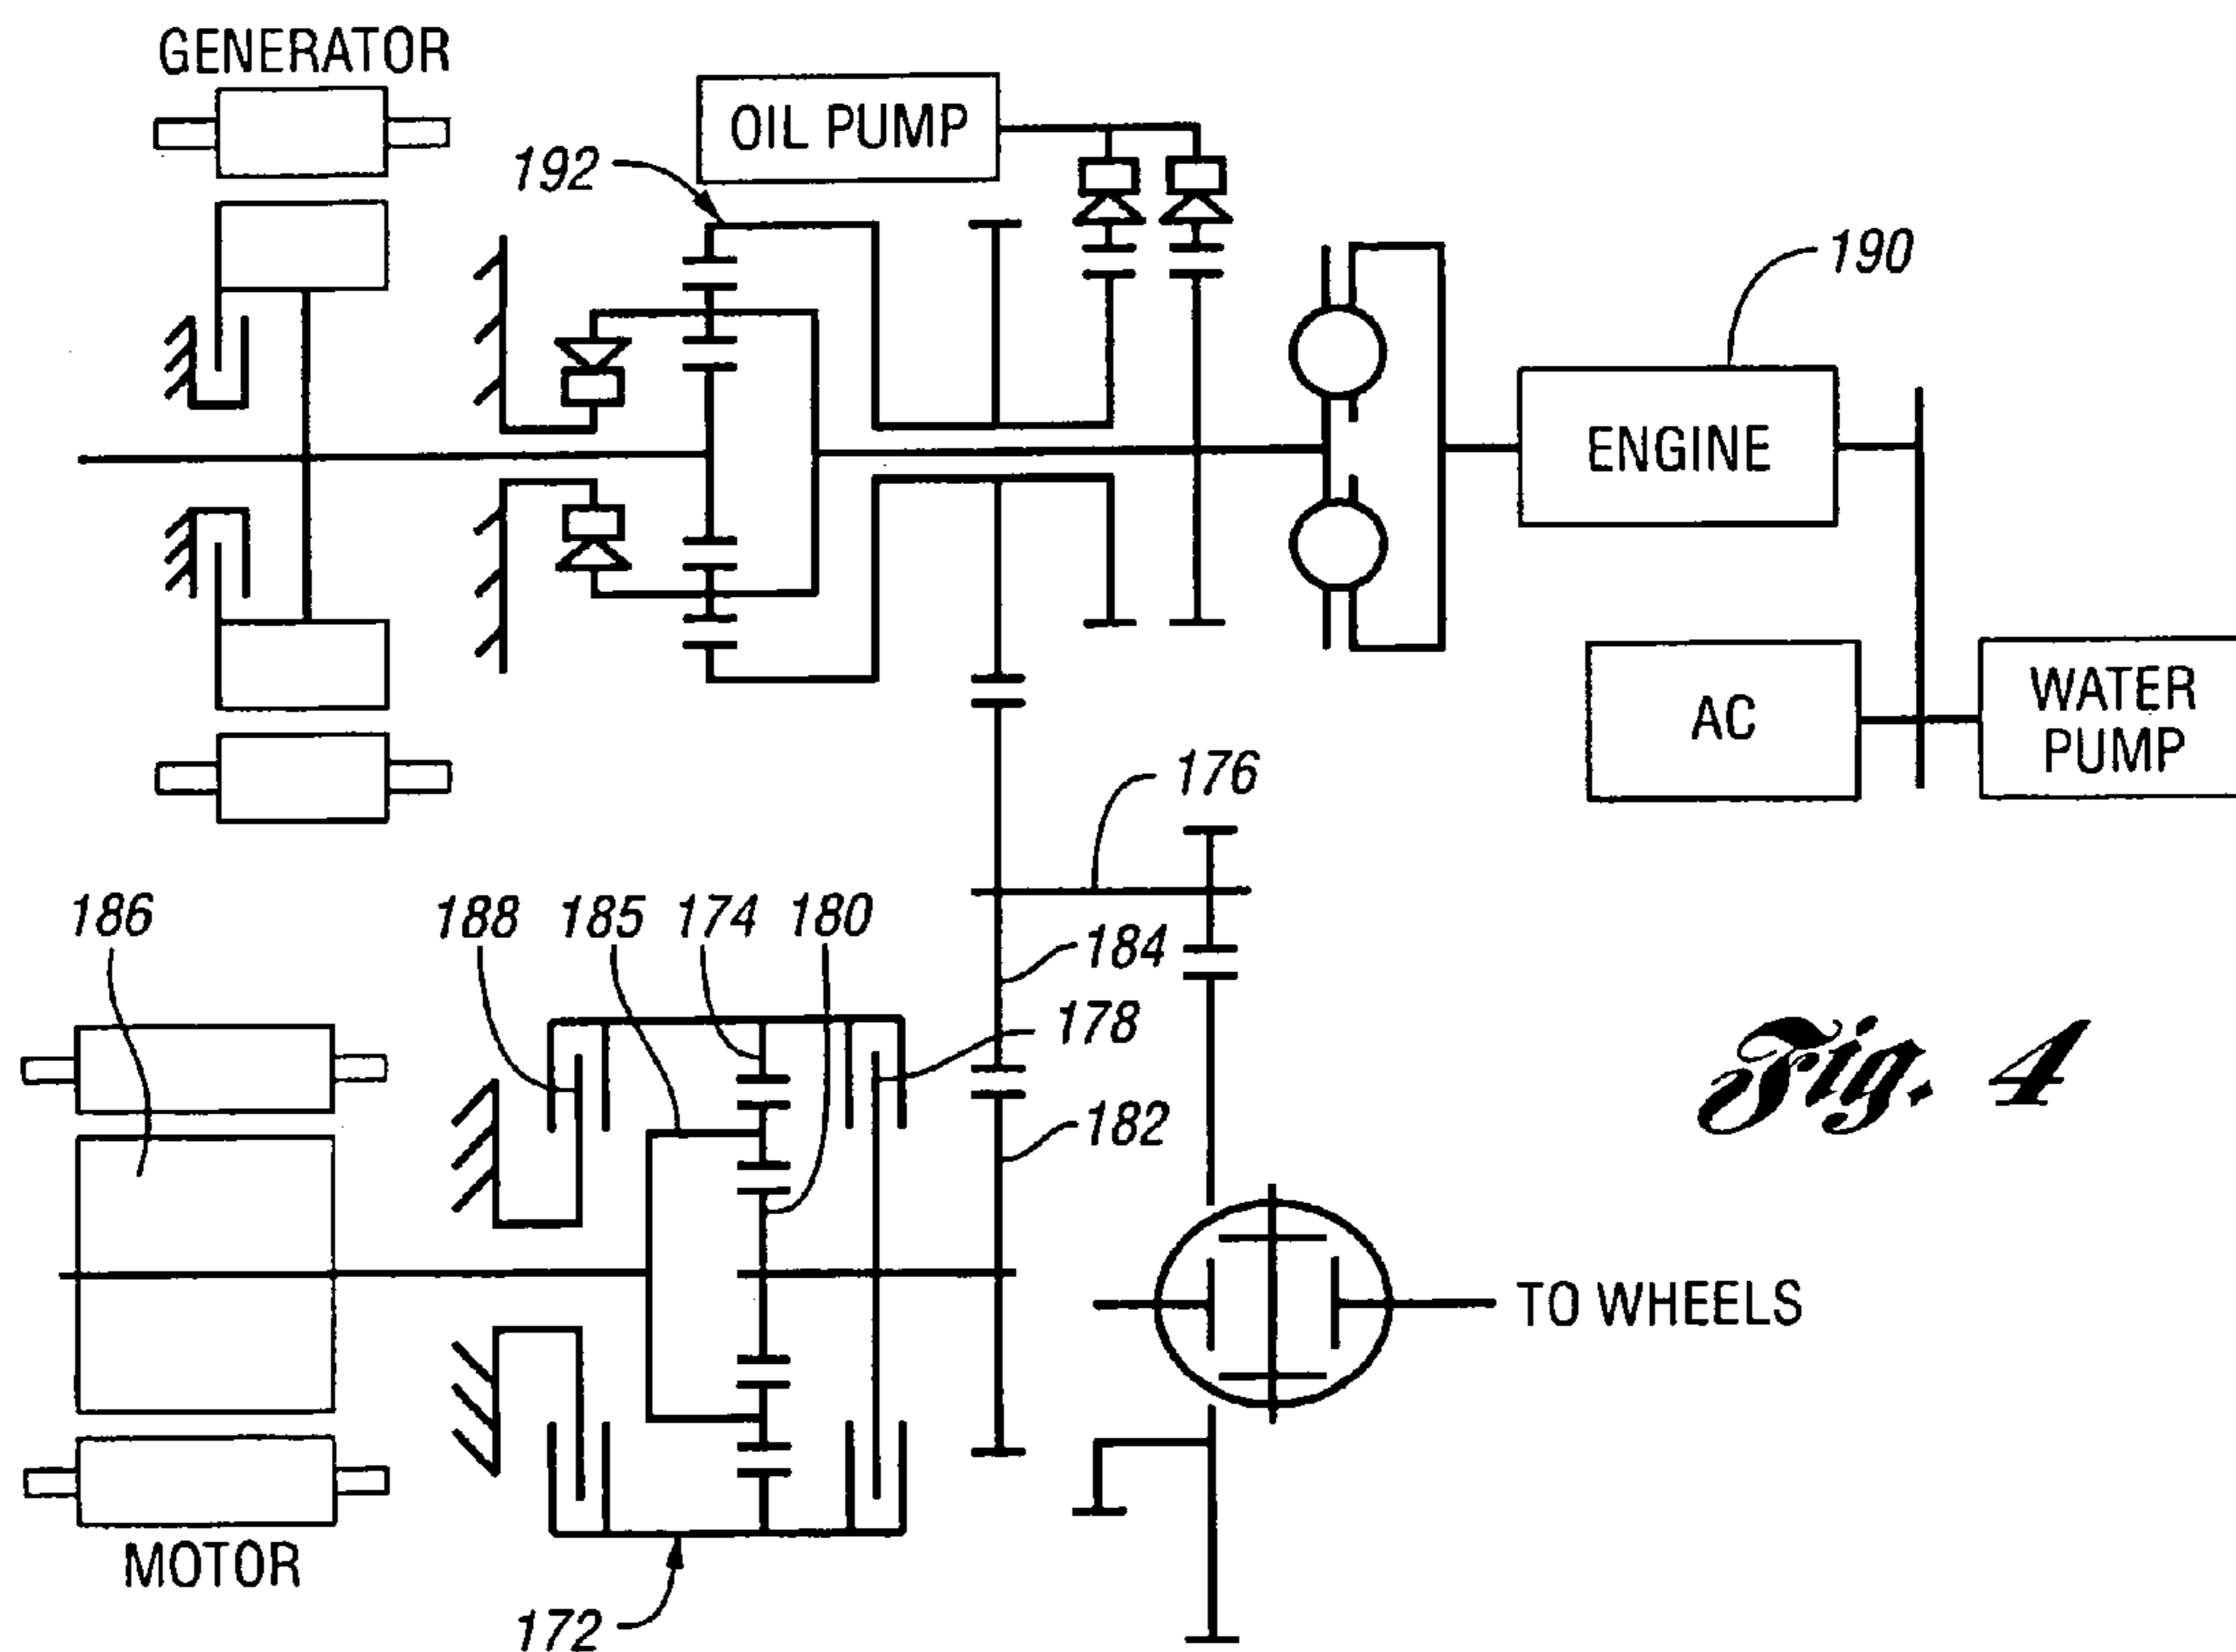 GENERATOR
OIL PUMP
192
190
ENGINE
AC
WATER
PUMP
176
186
188
185
174
180
184
178
182
Fig. 4
TO WHEELS
MOTOR
172